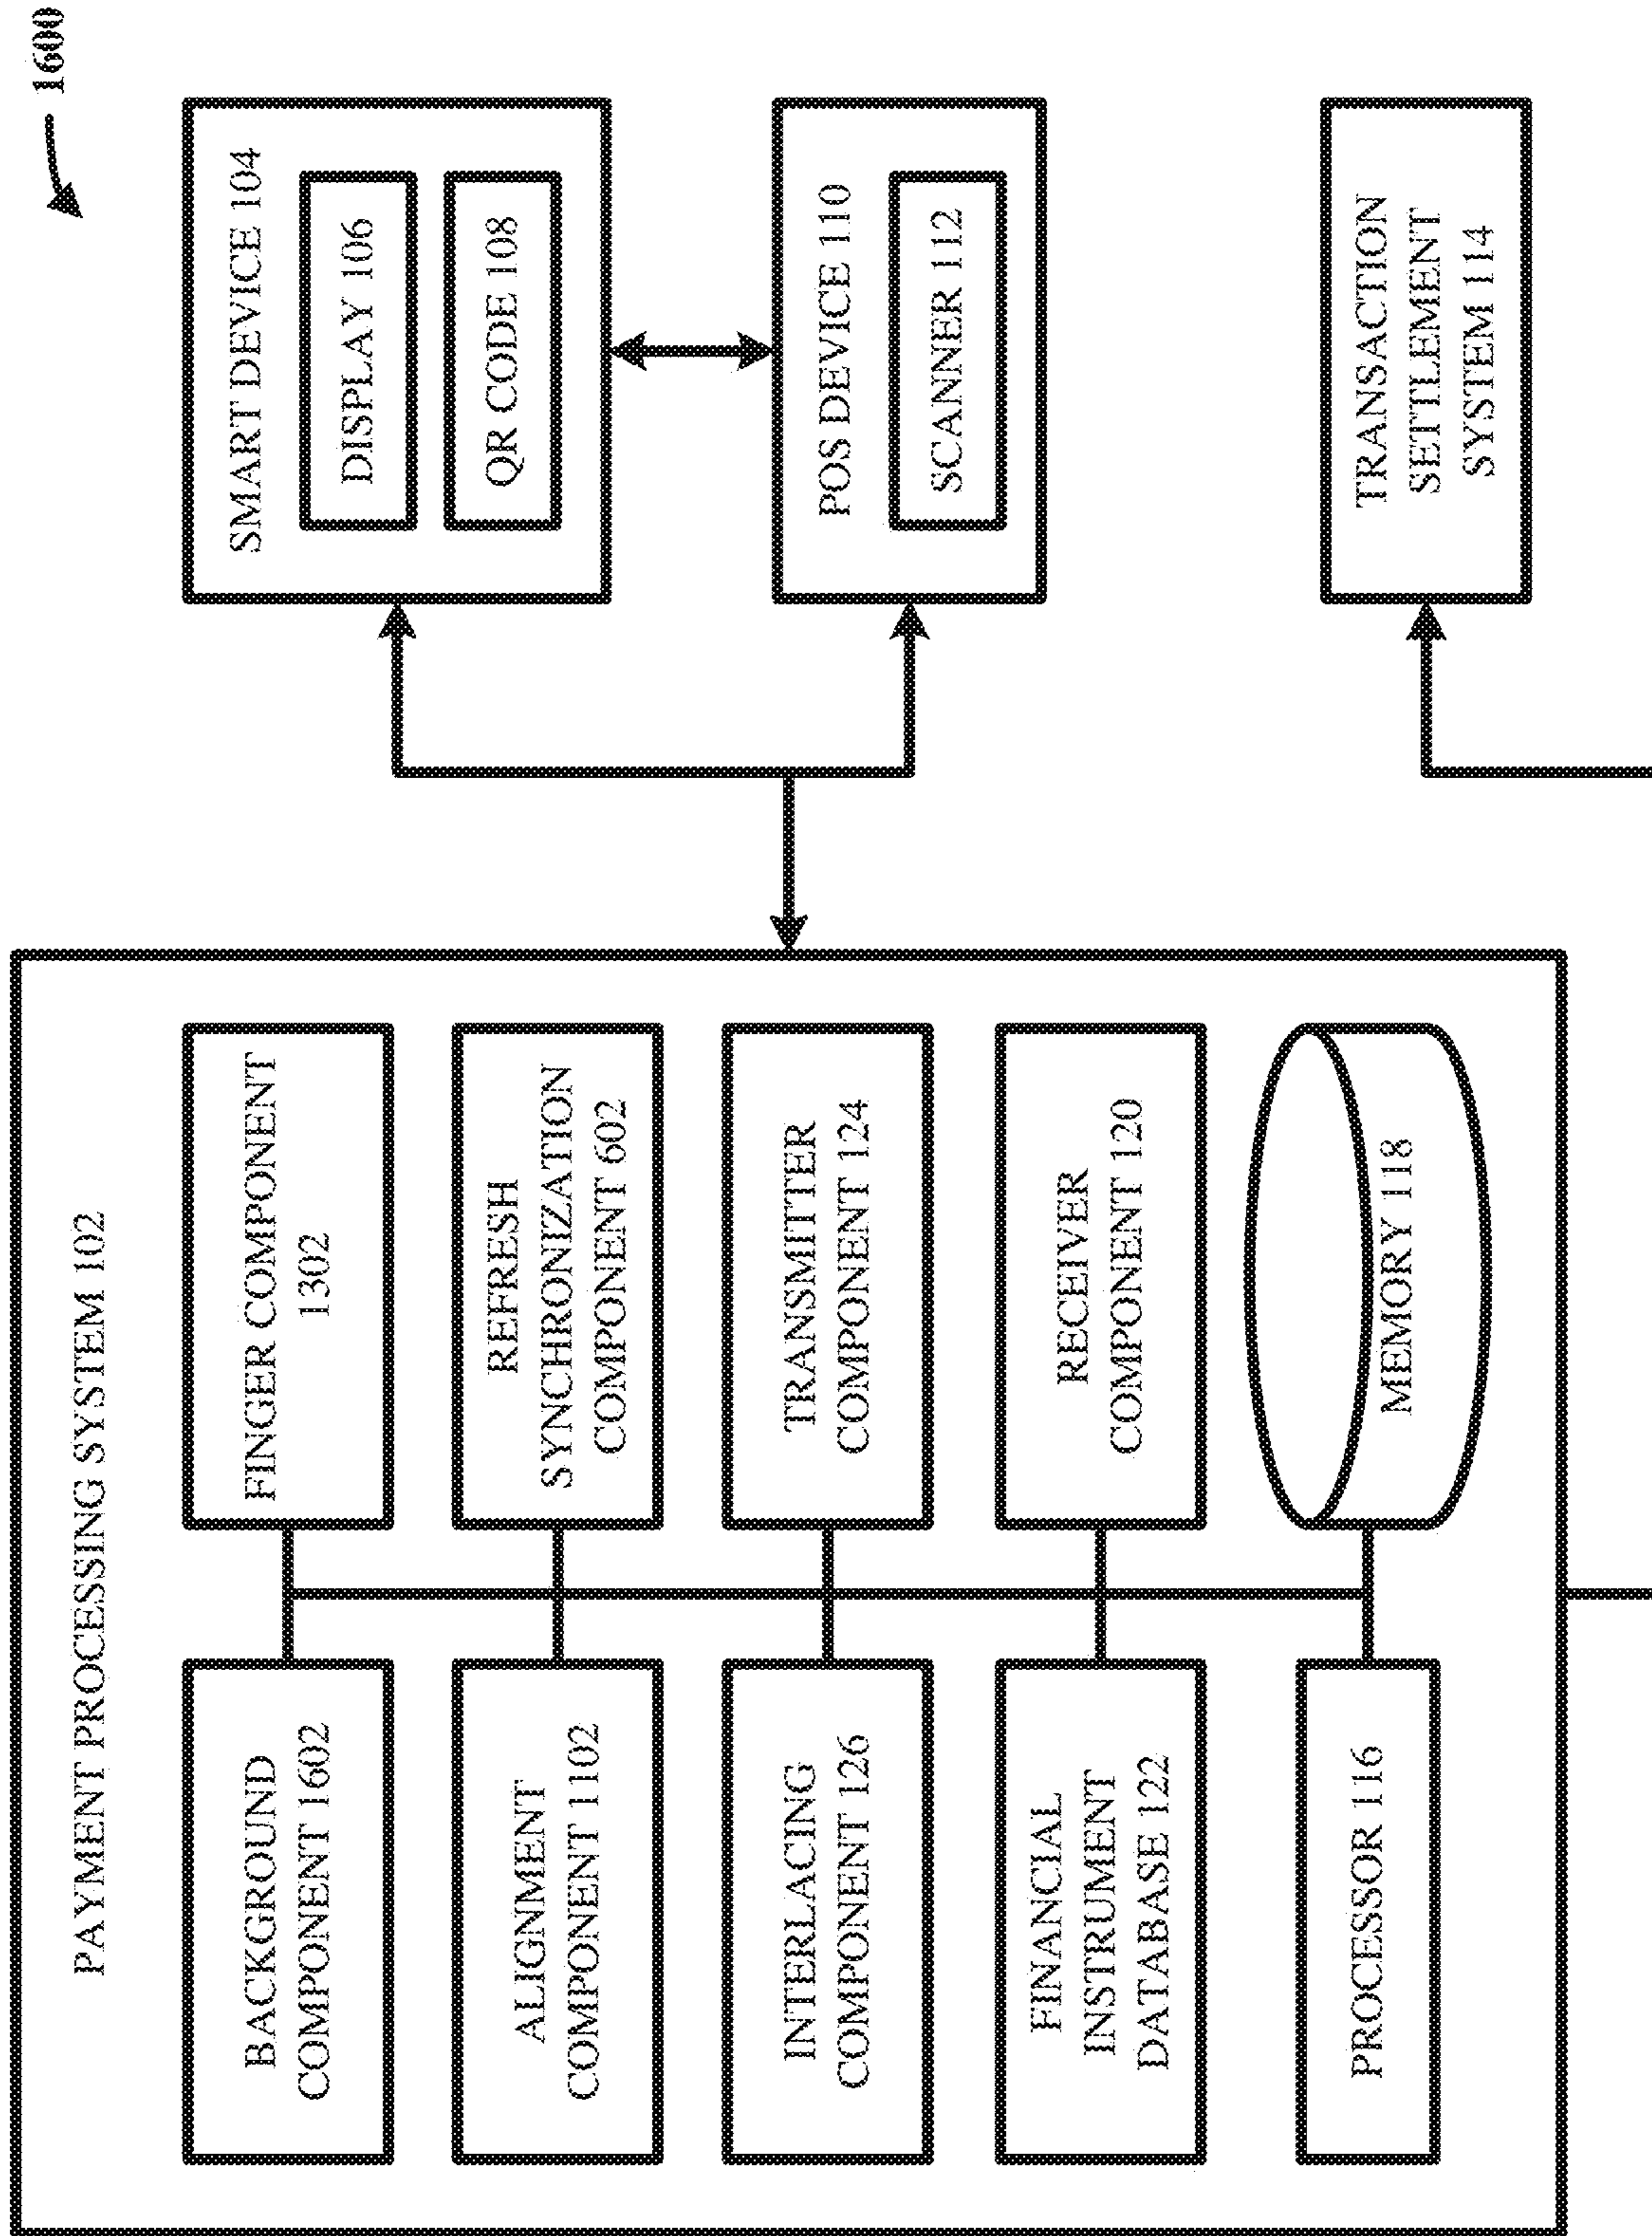 1600
PAYMENT PROCESSING SYSTEM 102
BACKGROUND
COMPONENT 1602
FINGER COMPONENT
1302
ALIGNMENT
COMPONENT 1102
REFRESH
SYNCHRONIZATION
COMPONENT 602
INTERLACING
COMPONENT 126
TRANSMITTER
COMPONENT 124
FINANCIAL
INSTRUMENT
DATABASE 122
RECEIVER
COMPONENT 120
PROCESSOR 116
MEMORY 118
SMART DEVICE 104
DISPLAY 106
QR CODE 108
POS DEVICE 110
SCANNER 112
TRANSACTION
SETTLEMENT
SYSTEM 114